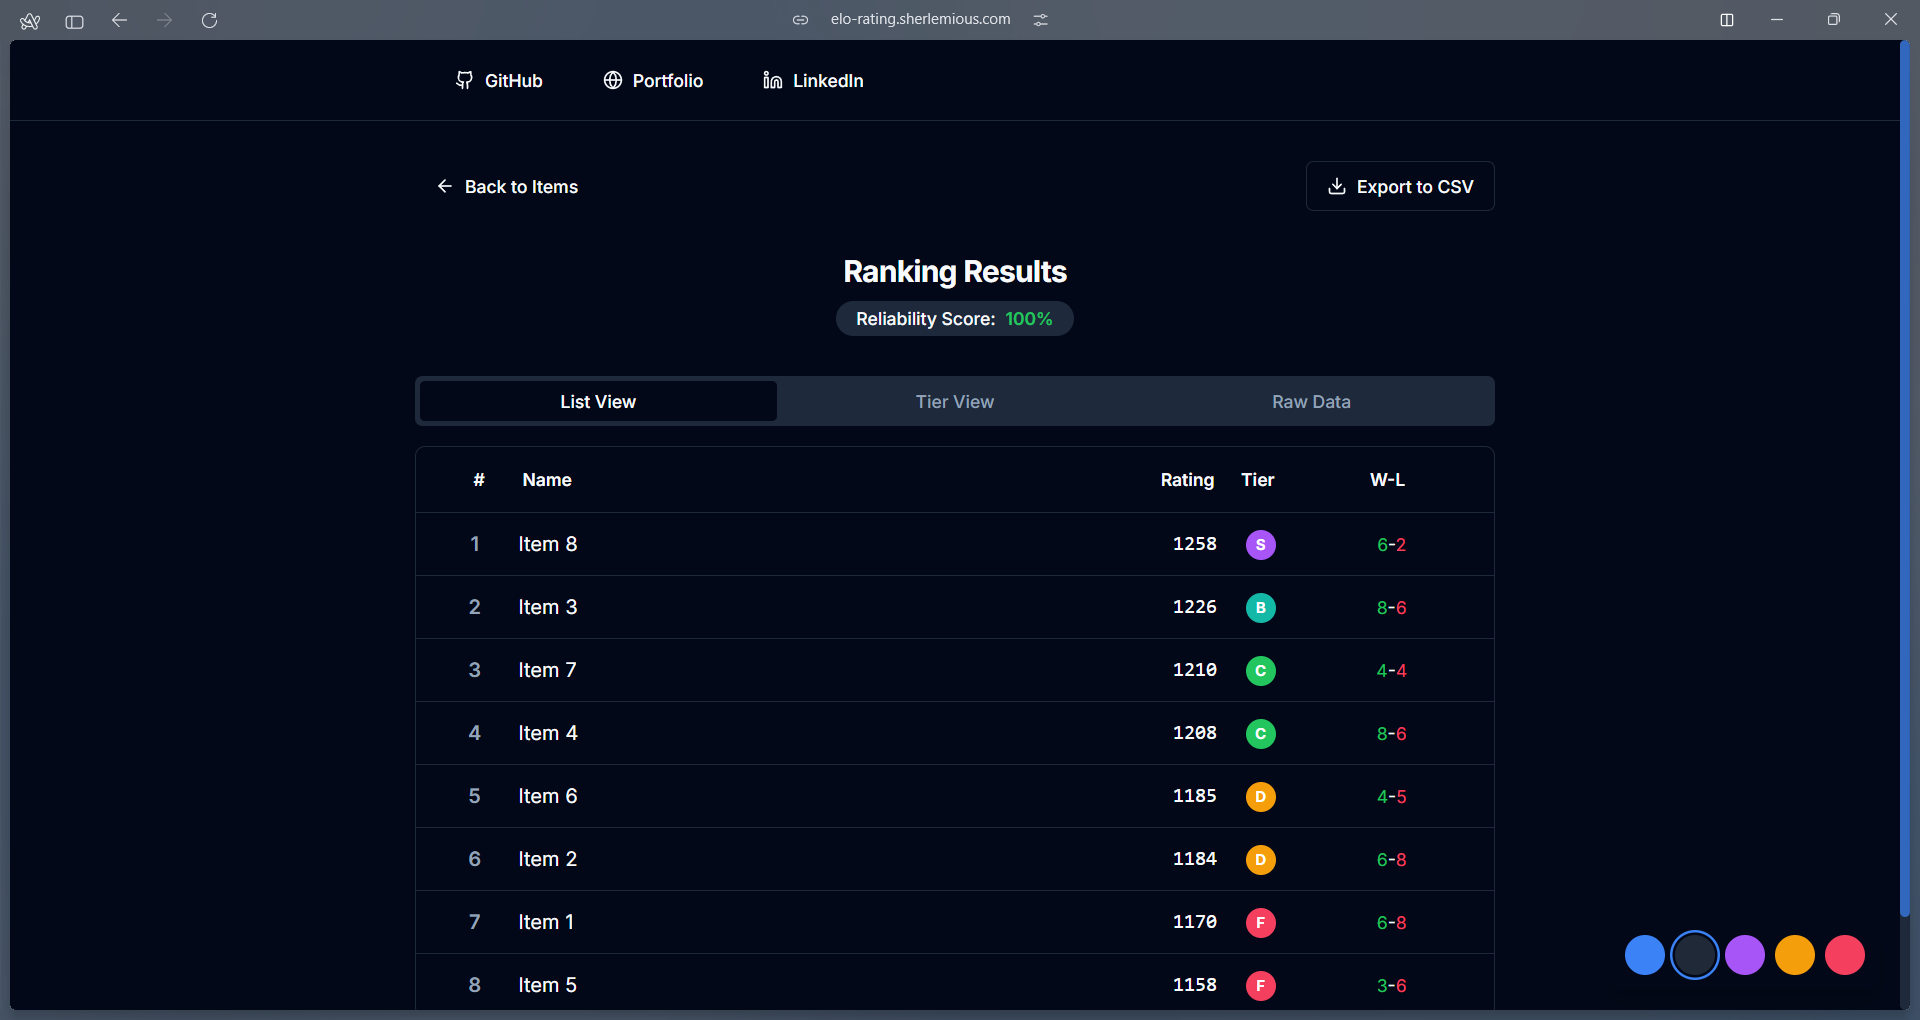 elo-rating.sherlemious.com
GitHub Portfolio LinkedIn
Back to Items Export to CSV
Ranking Results
Reliability Score: 100%
List View Tier View Raw Data
# Name Rating Tier W-L
1 Item 8 1258 S 6-2
2 Item 3 1226 B 8-6
3 Item 7 1210 C 4-4
4 Item 4 1208 C 8-6
5 Item 6 1185 D 4-5
6 Item 2 1184 D 6-8
7 Item 1 1170 F 6-8
8 Item 5 1158 F 3-6